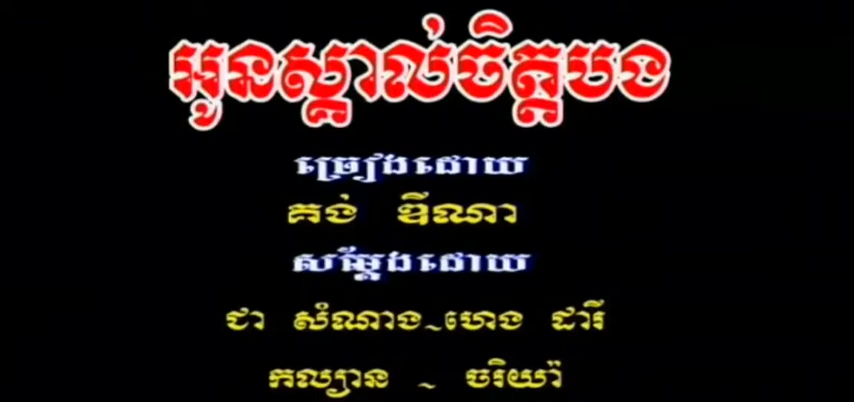 អូនស្គាល់ចិត្តបង
ច្រៀងដោយ
គង់ ឌីណា
សម្ដែងដោយ
ជា សំណាង~ហេង ដារី
កល្យាន ~ ចរិយ៉ា